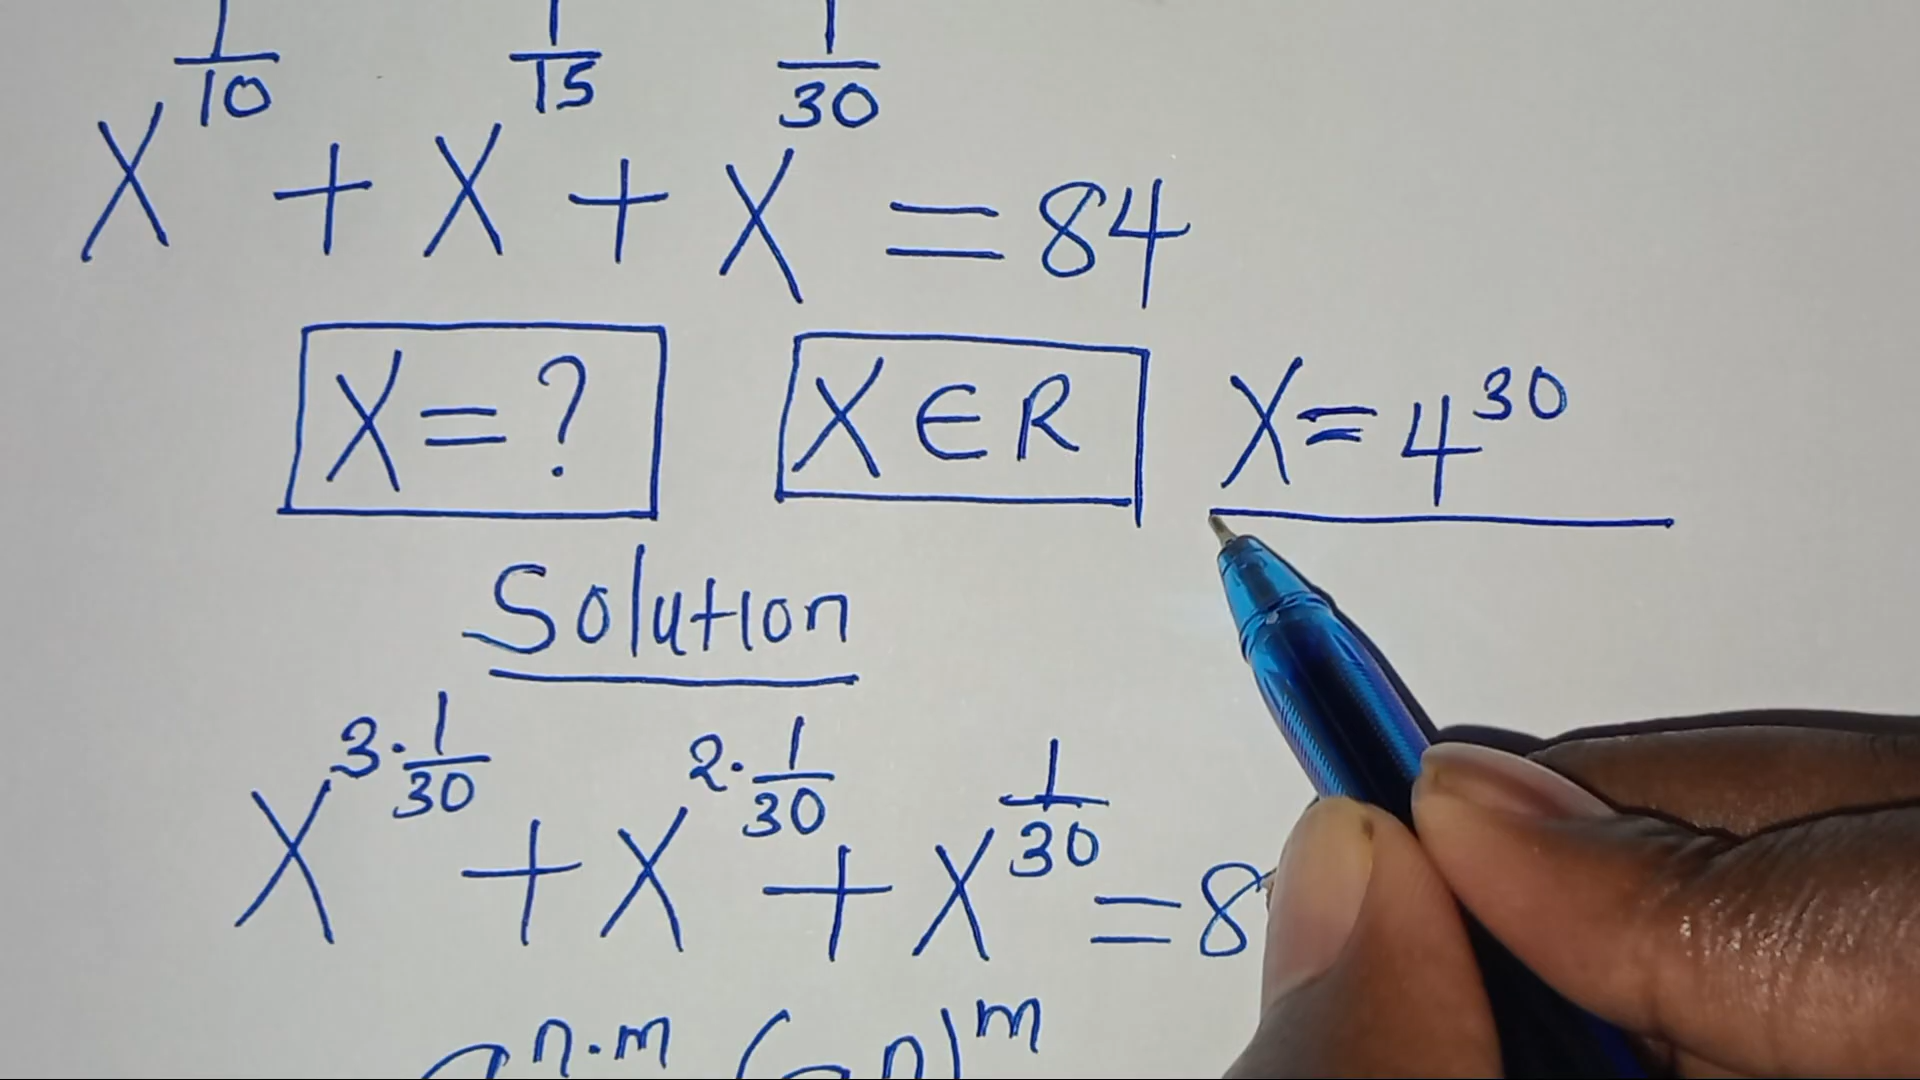 X^(1/10) + X^(1/15) + X^(1/30) = 84
X = ? X ∈ R X = 4^30
Solution
X^(3·1/30) + X^(2·1/30) + X^(1/30) = 8
n·m ( n)^m